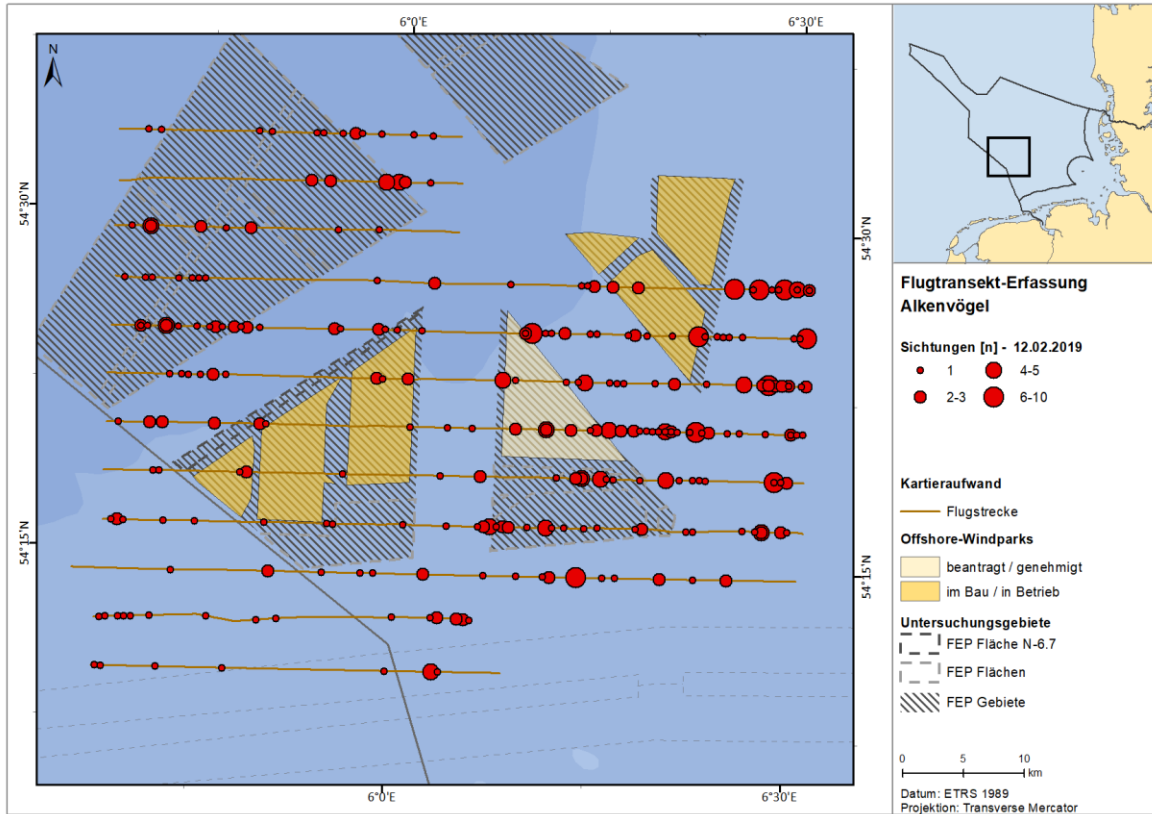 6°0'E
6°30'E
N
54°30'N
54°30'N
54°15'N
54°15'N
6°0'E
6°30'E
Flugtransekt-Erfassung
Alkenvögel
Sichtungen [n] - 12.02.2019
1
4-5
2-3
6-10
Kartieraufwand
Flugstrecke
Offshore-Windparks
beantragt / genehmigt
im Bau / in Betrieb
Untersuchungsgebiete
FEP Fläche N-6.7
FEP Flächen
FEP Gebiete
0 5 10
km
Datum: ETRS 1989
Projektion: Transverse Mercator